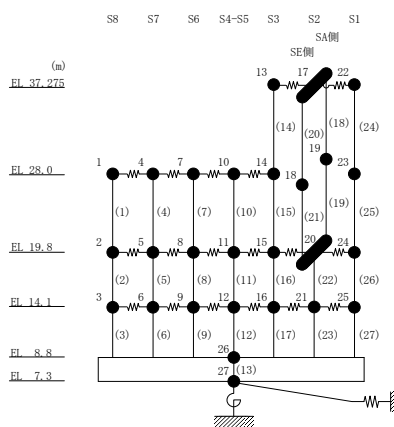 S8 S7 S6 S4-S5 S3 S2 S1
SA側
(m) SE側
EL 37.275 13 17 22
(14) (20) (18) (24)
19
EL 28.0 1 4 7 10 14 18 23
(1) (4) (7) (10) (15) (21) (19) (25)
EL 19.8 2 5 8 11 15 20 24
(2) (5) (8) (11) (16) (22) (26)
EL 14.1 3 6 9 12 16 21 25
(3) (6) (9) (12) (17) (23) (27)
EL 8.8 26
EL 7.3 27 (13)